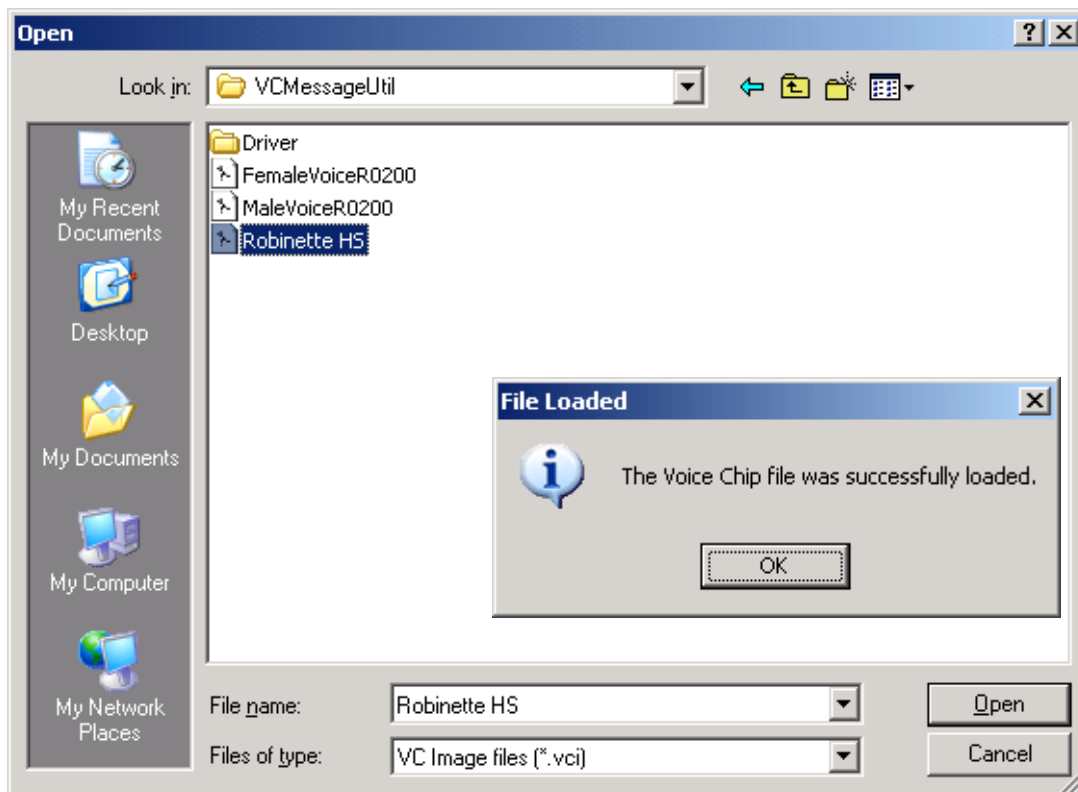 Open
Look in: VCMessageUtil
Driver
FemaleVoiceR0200
MaleVoiceR0200
Robinette HS
My Recent
Documents
Desktop
My Documents
My Computer
My Network
Places
File Loaded
The Voice Chip file was successfully loaded.
OK
File name: Robinette HS Open
Files of type: VC Image files (*.vci) Cancel